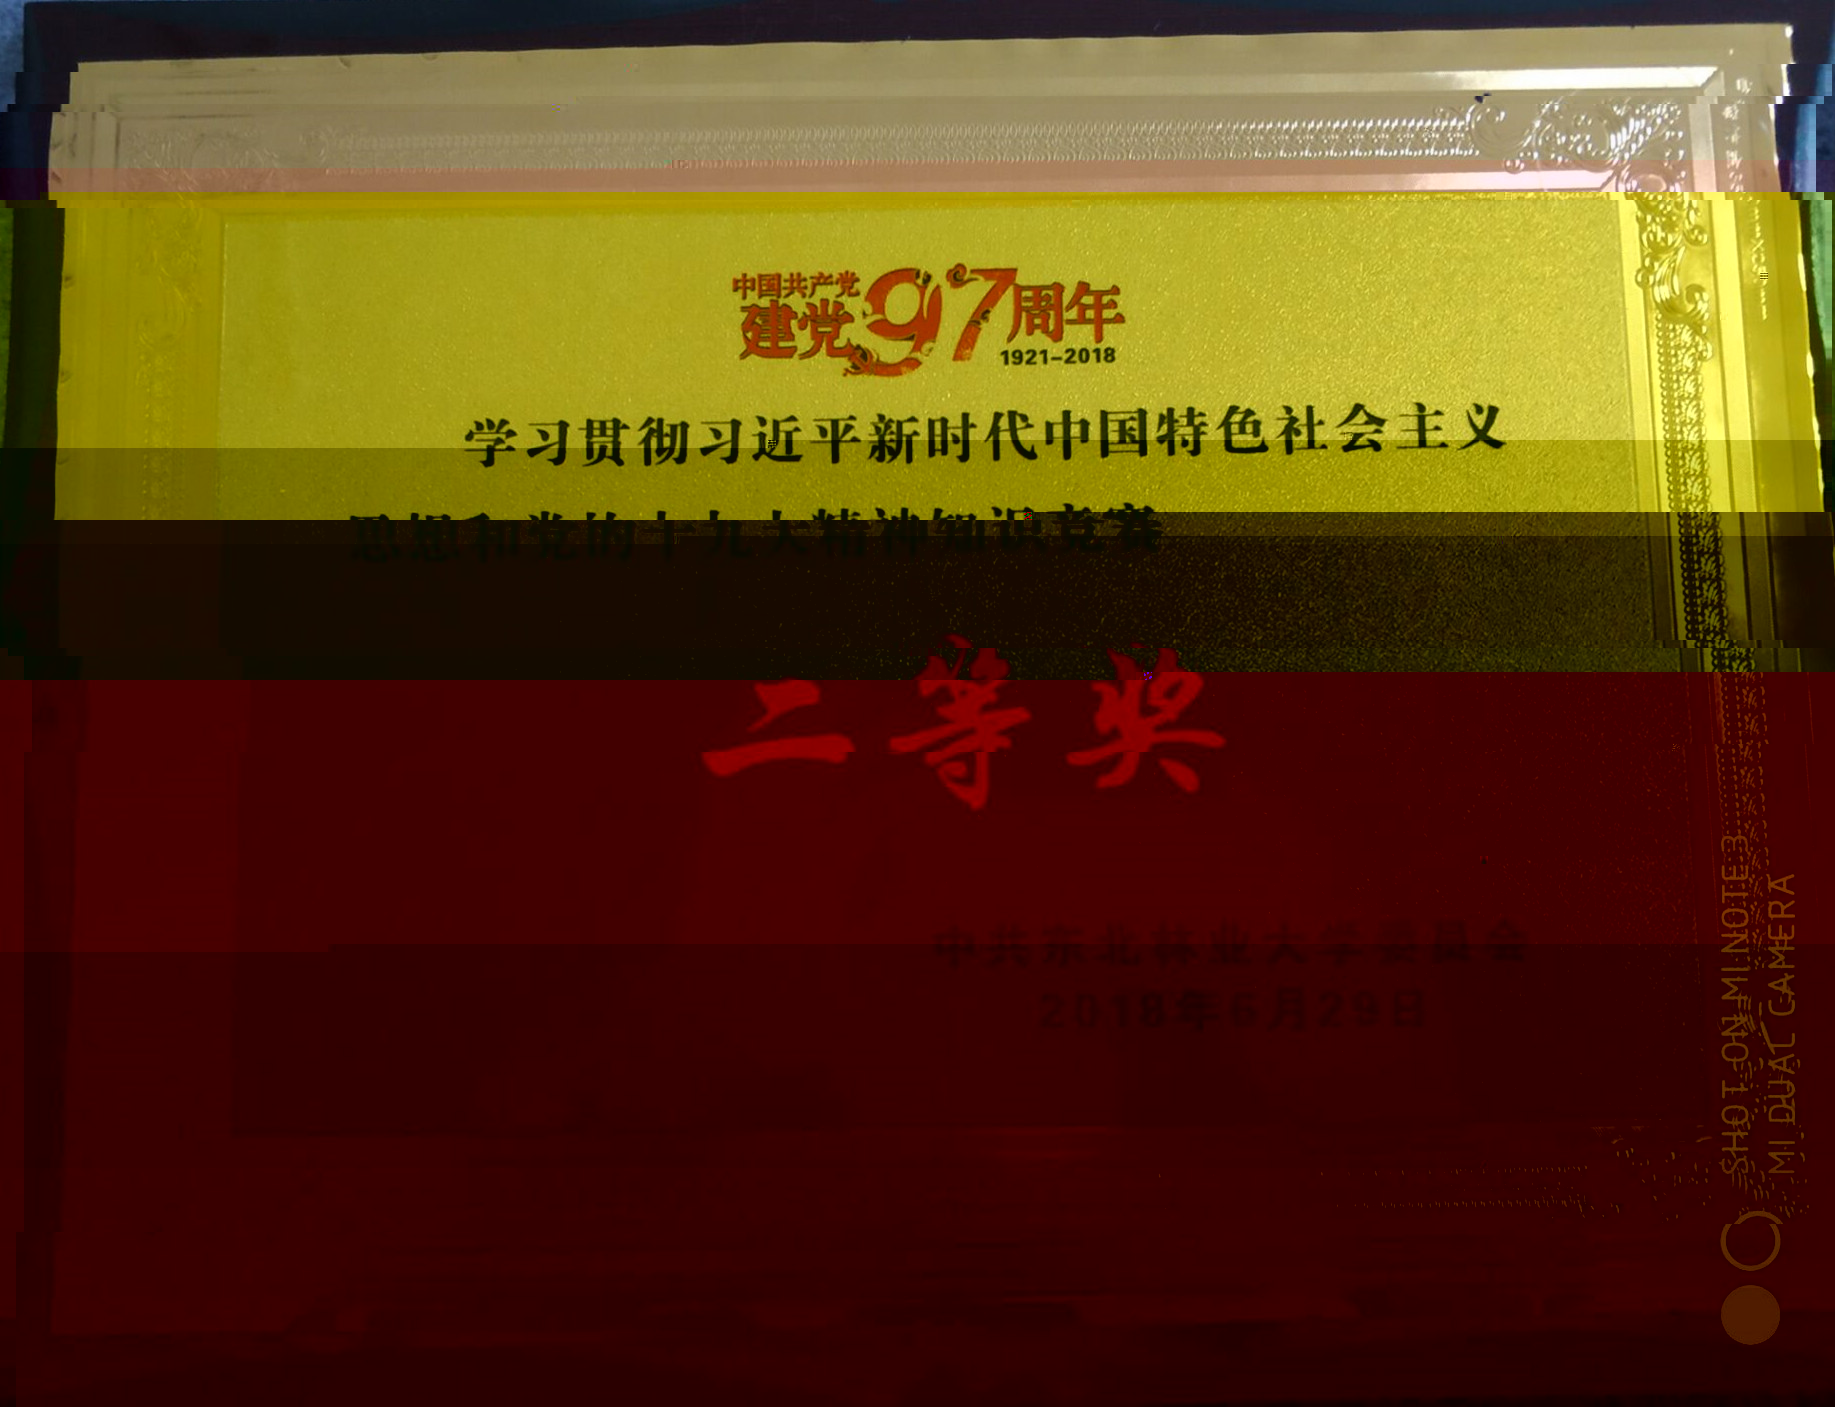 中国共产党
建党97周年
1921-2018
学习贯彻习近平新时代中国特色社会主义
思想和党的十九大精神知识竞赛
二等奖
中共东北林业大学委员会
2018年6月29日
SHOT ON MI NOTE 3
MI DUAL CAMERA